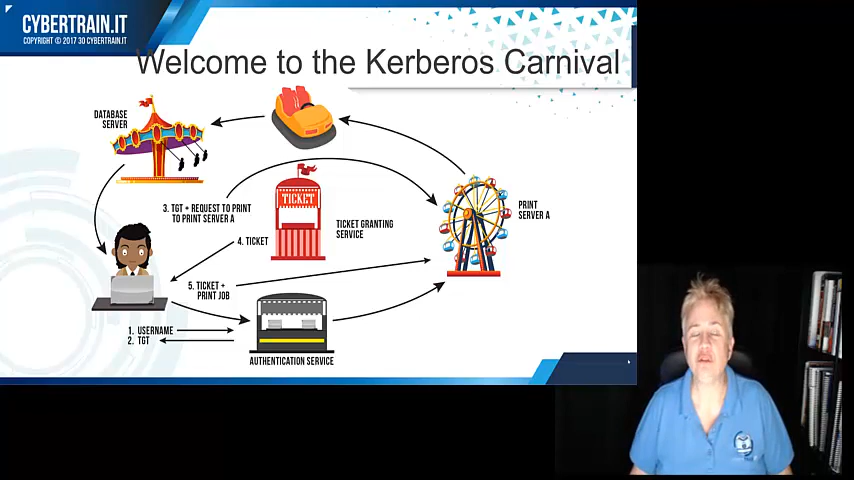 CYBERTRAIN.IT
COPYRIGHT © 2017 3D CYBERTRAIN.IT
Welcome to the Kerberos Carnival
DATABASE
SERVER
3. TGT + REQUEST TO PRINT
TO PRINT SERVER A
TICKET
TICKET GRANTING
SERVICE
PRINT
SERVER A
4. TICKET
5. TICKET +
PRINT JOB
1. USERNAME
2. TGT
AUTHENTICATION SERVICE